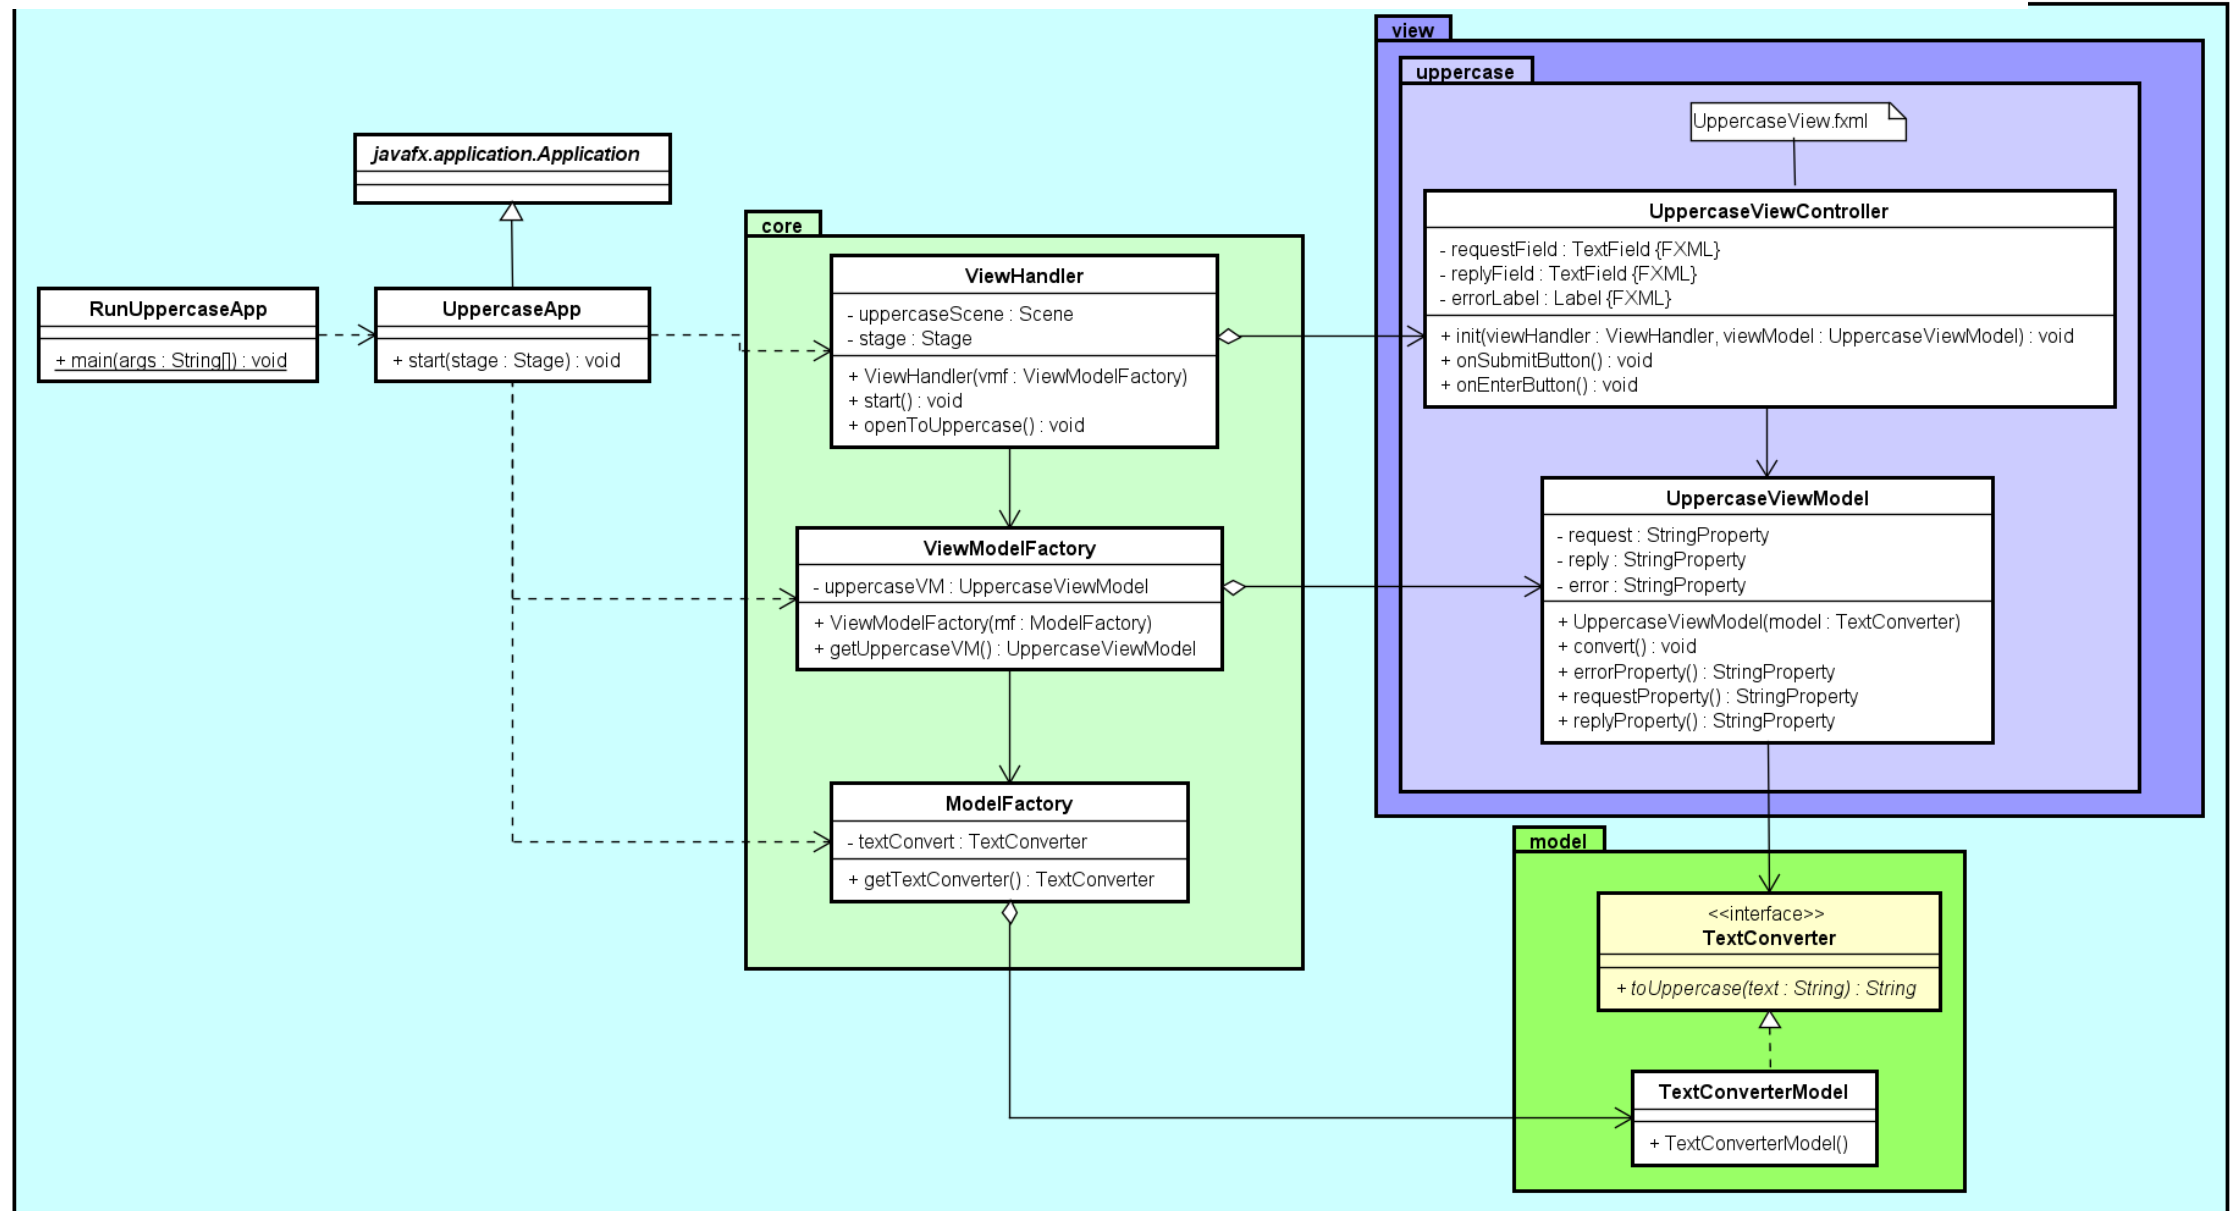 view
uppercase
UppercaseView.fxml
javafx.application.Application
UppercaseViewController
- requestField : TextField {FXML}
- replyField : TextField {FXML}
- errorLabel : Label {FXML}
+ init(viewHandler : ViewHandler, viewModel : UppercaseViewModel) : void
+ onSubmitButton() : void
+ onEnterButton() : void
core
ViewHandler
- uppercaseScene : Scene
- stage : Stage
+ ViewHandler(vmf : ViewModelFactory)
+ start() : void
+ openToUppercase() : void
RunUppercaseApp
+ main(args : String[]) : void
UppercaseApp
+ start(stage : Stage) : void
UppercaseViewModel
- request : StringProperty
- reply : StringProperty
- error : StringProperty
+ UppercaseViewModel(model : TextConverter)
+ convert() : void
+ errorProperty() : StringProperty
+ requestProperty() : StringProperty
+ replyProperty() : StringProperty
ViewModelFactory
- uppercaseVM : UppercaseViewModel
+ ViewModelFactory(mf : ModelFactory)
+ getUppercaseVM() : UppercaseViewModel
ModelFactory
- textConvert : TextConverter
+ getTextConverter() : TextConverter
model
<<interface>>
TextConverter
+ toUppercase(text : String) : String
TextConverterModel
+ TextConverterModel()